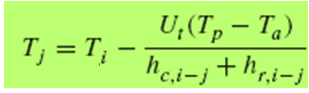 T_j = T_i − \frac{U_t(T_p − T_a)}{h_{c,i−j} + h_{r,i−j}}